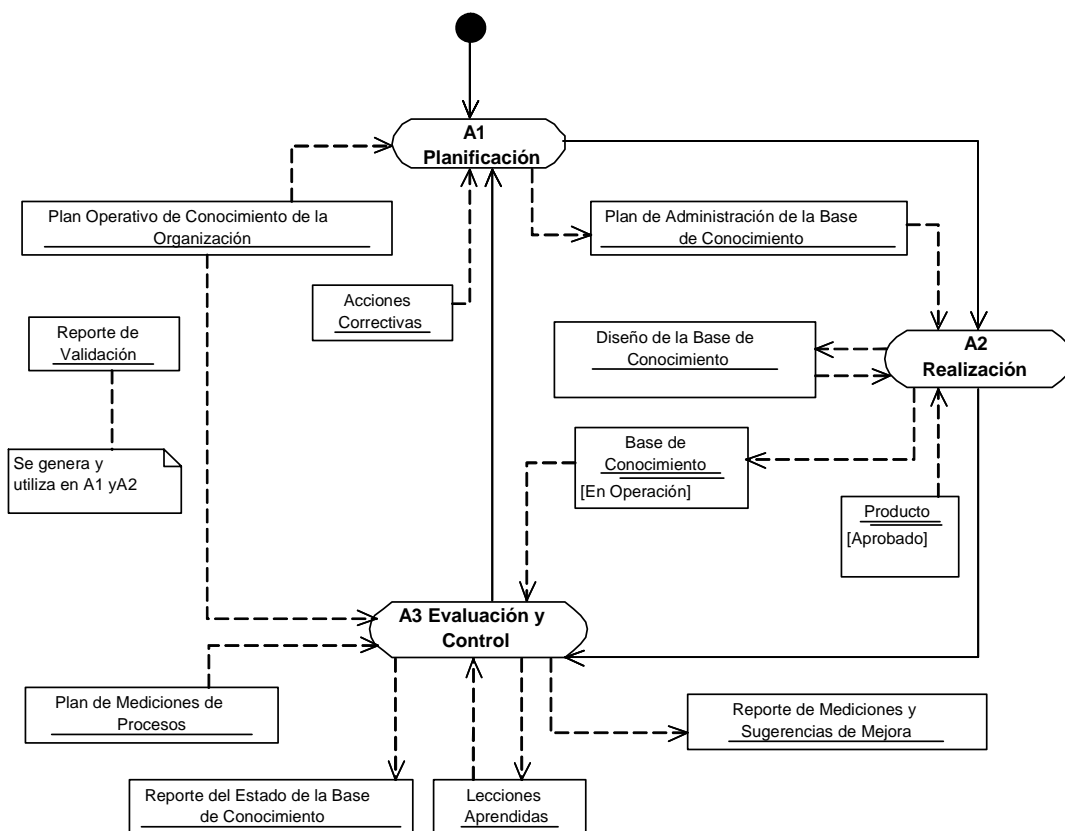 A1
Planificación
Plan Operativo de Conocimiento de la
Organización
Plan de Administración de la Base
de Conocimiento
Acciones
Correctivas
Reporte de
Validación
Diseño de la Base de
Conocimiento
A2
Realización
Se genera y
utiliza en A1 yA2
Base de
Conocimiento
[En Operación]
Producto
[Aprobado]
A3 Evaluación y
Control
Plan de Mediciones de
Procesos
Reporte de Mediciones y
Sugerencias de Mejora
Reporte del Estado de la Base
de Conocimiento
Lecciones
Aprendidas